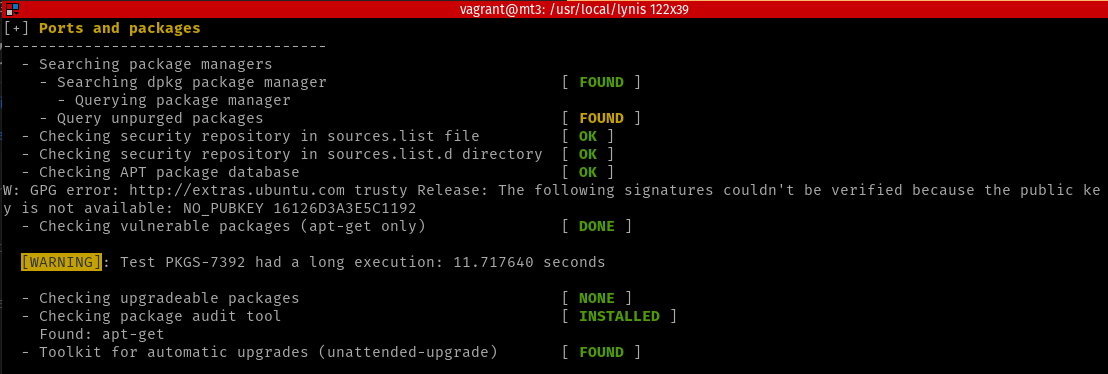 vagrant@mt3: /usr/local/lynis 122x39
[+] Ports and packages
------------------------------------
  - Searching package managers
    - Searching dpkg package manager                          [ FOUND ]
      - Querying package manager
    - Query unpurged packages                                 [ FOUND ]
  - Checking security repository in sources.list file         [ OK ]
  - Checking security repository in sources.list.d directory  [ OK ]
  - Checking APT package database                             [ OK ]
W: GPG error: http://extras.ubuntu.com trusty Release: The following signatures couldn't be verified because the public ke
y is not available: NO_PUBKEY 16126D3A3E5C1192
  - Checking vulnerable packages (apt-get only)               [ DONE ]
  [WARNING]: Test PKGS-7392 had a long execution: 11.717640 seconds
  - Checking upgradeable packages                             [ NONE ]
  - Checking package audit tool                               [ INSTALLED ]
    Found: apt-get
  - Toolkit for automatic upgrades (unattended-upgrade)       [ FOUND ]